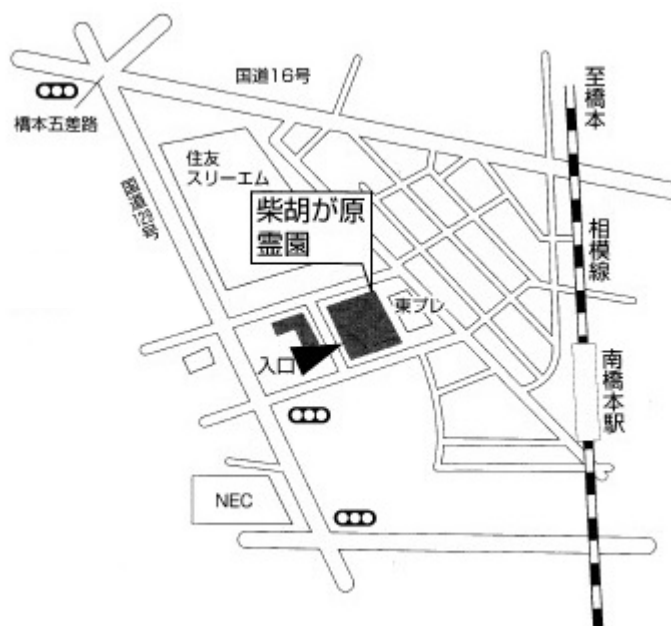 国道16号
至橋本
橋本五差路
住友
スリーエム
国道129号
柴胡が原
霊園
相模線
東プレ
入口
南橋本駅
NEC